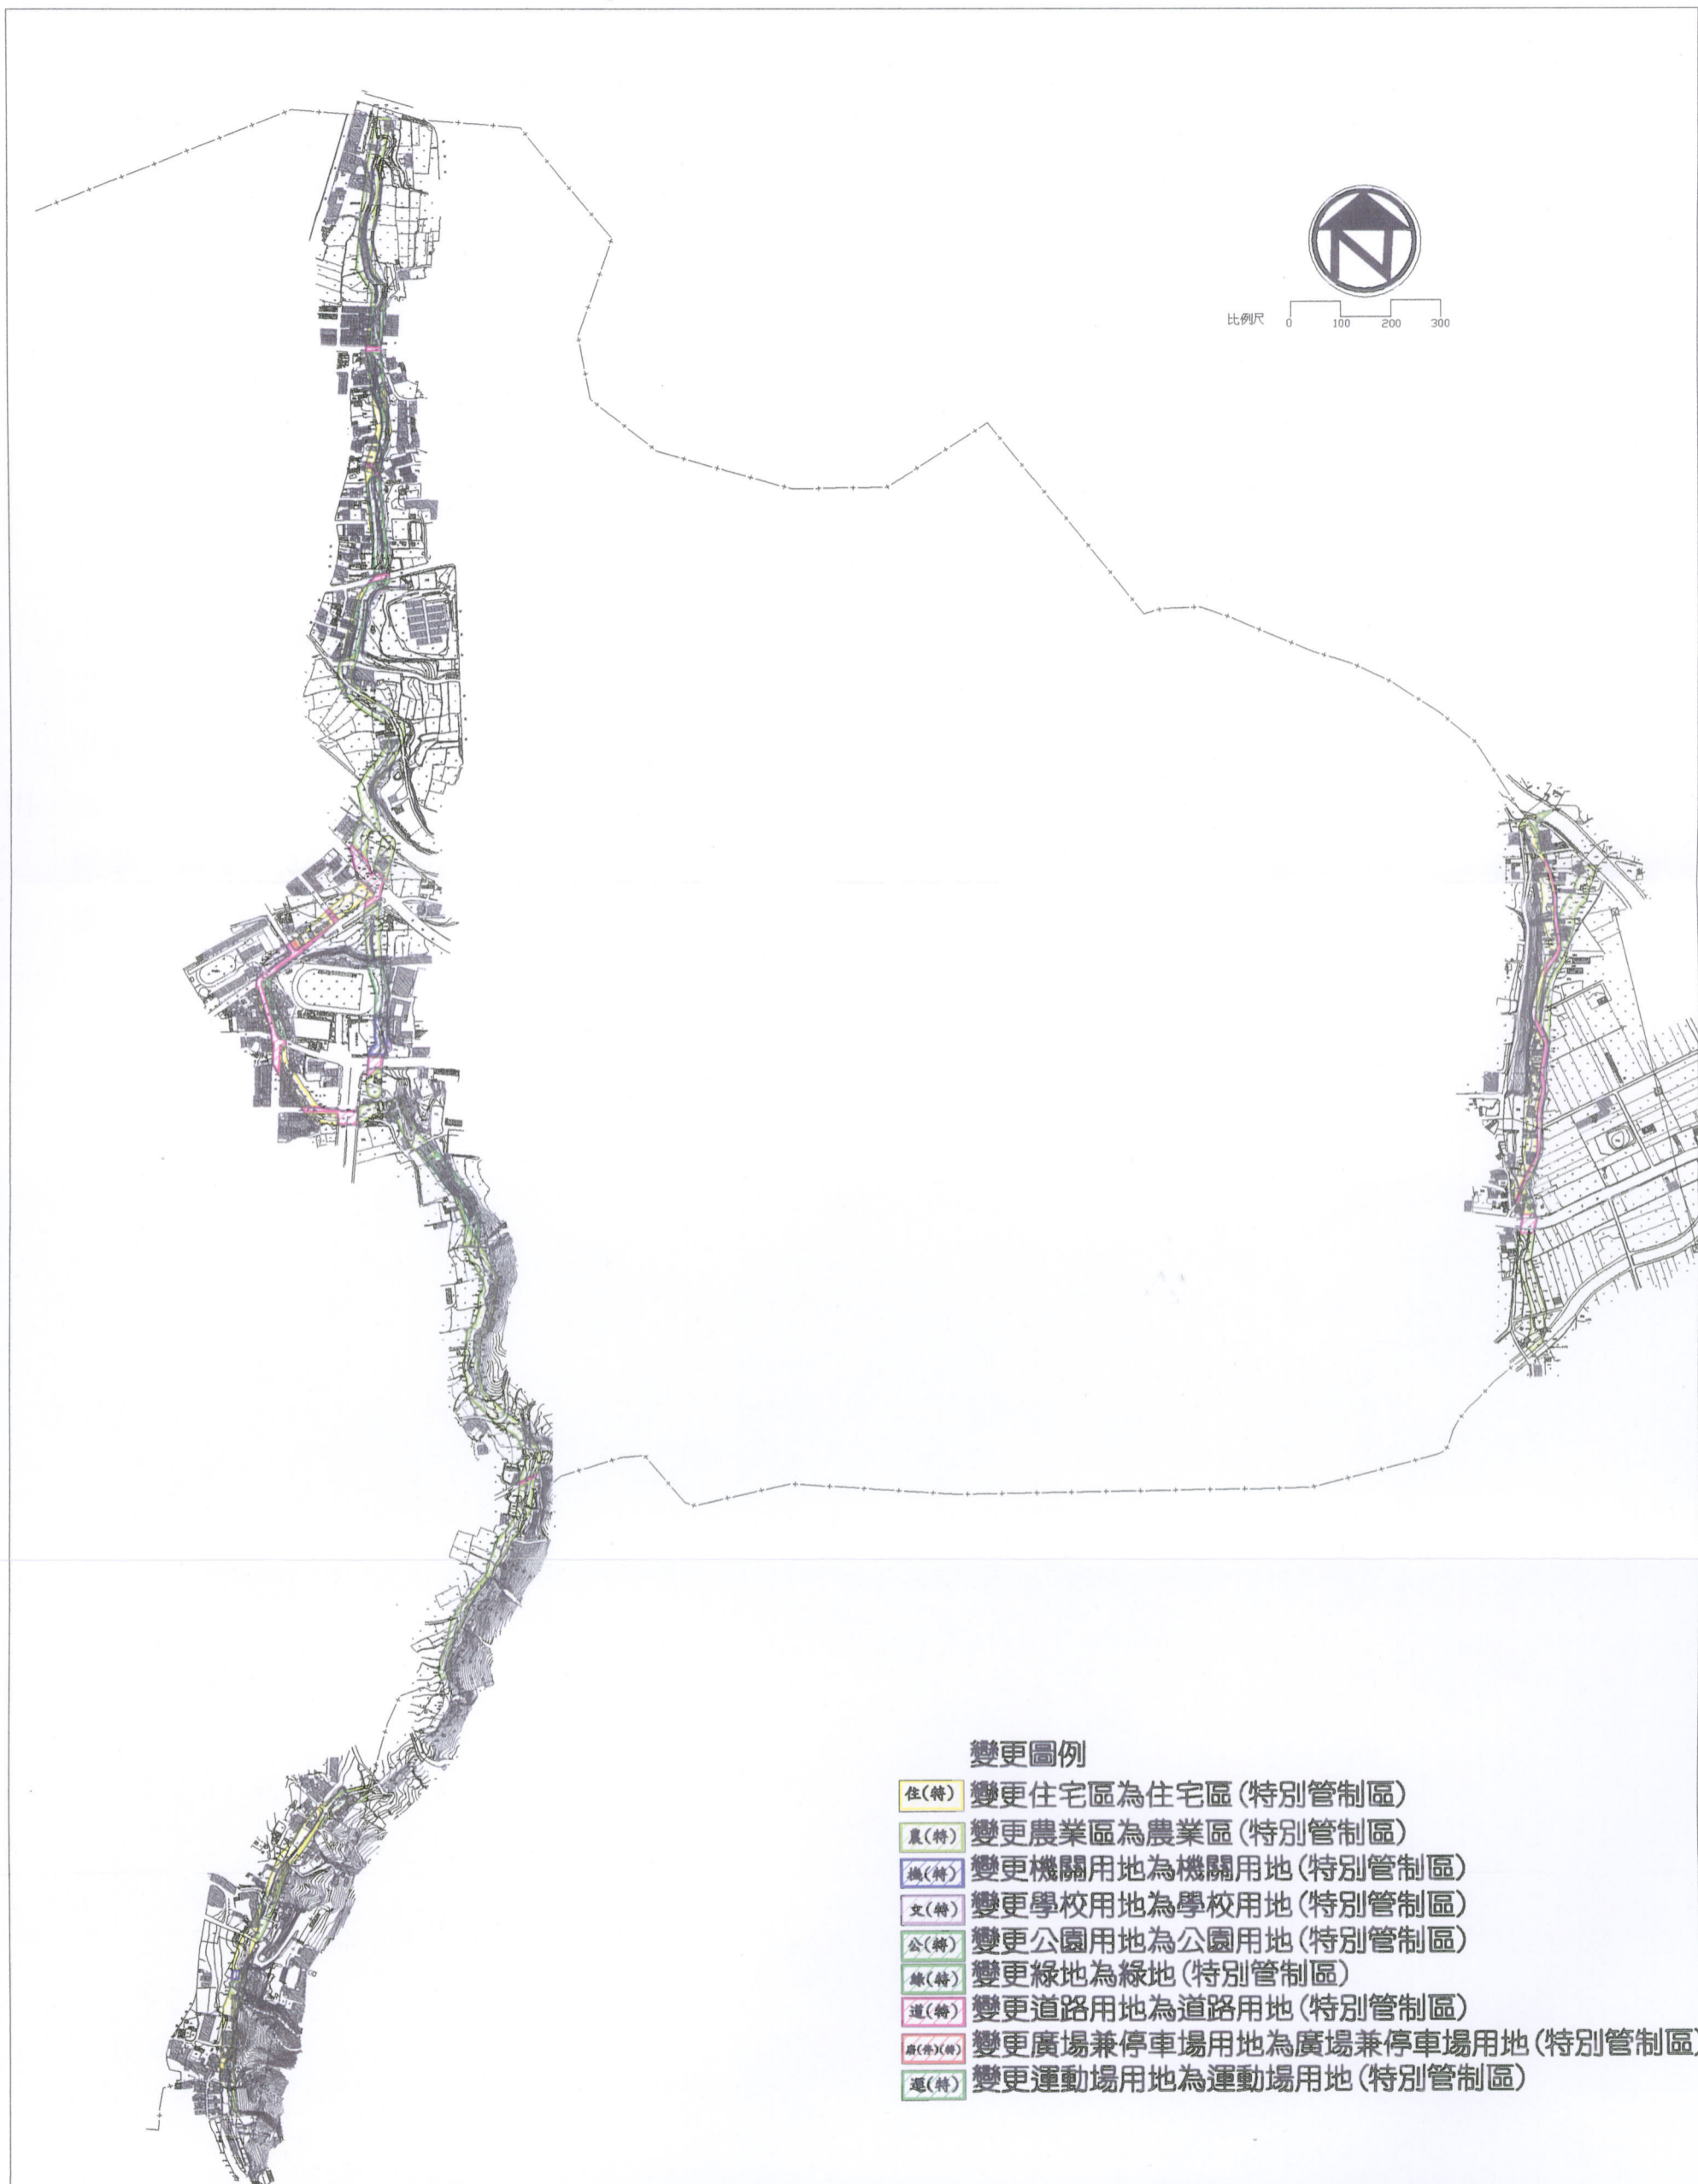 N
比例尺 0 100 200 300
變更圖例
住(特) 變更住宅區為住宅區(特別管制區)
農(特) 變更農業區為農業區(特別管制區)
機(特) 變更機關用地為機關用地(特別管制區)
文(特) 變更學校用地為學校用地(特別管制區)
公(特) 變更公園用地為公園用地(特別管制區)
綠(特) 變更綠地為綠地(特別管制區)
道(特) 變更道路用地為道路用地(特別管制區)
廣(停)(特) 變更廣場兼停車場用地為廣場兼停車場用地(特別管制區)
運(特) 變更運動場用地為運動場用地(特別管制區)